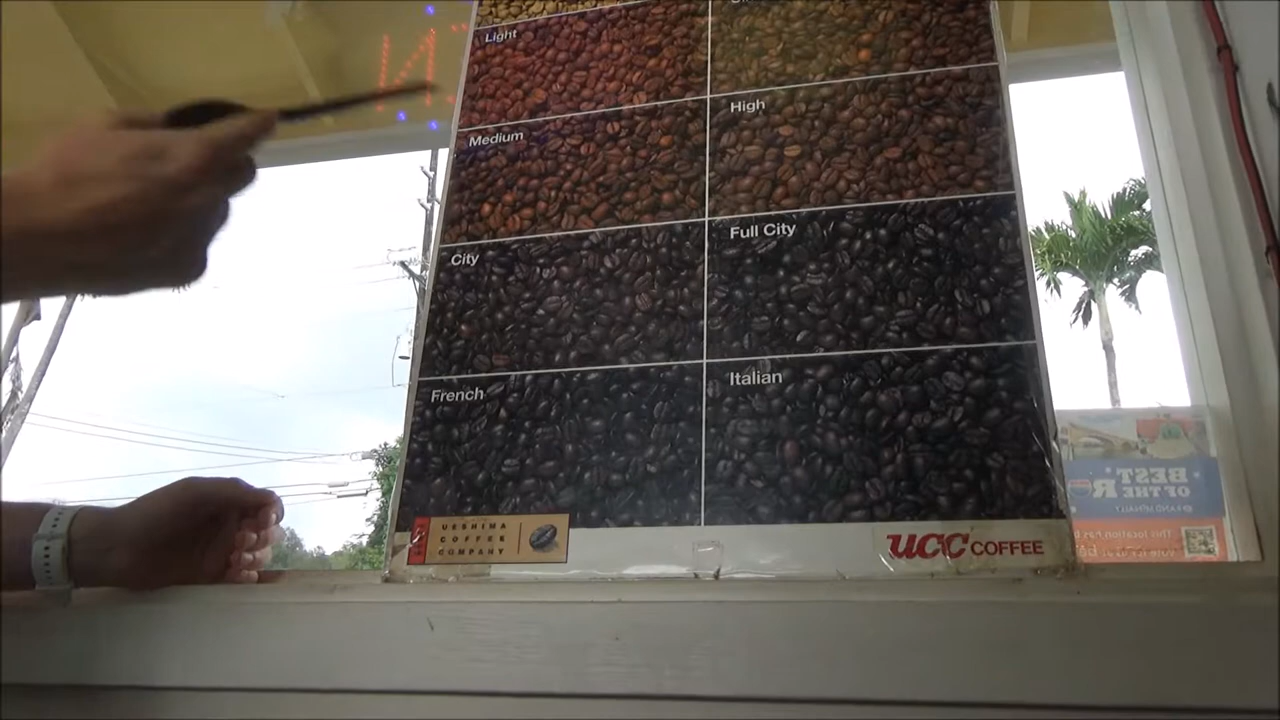 Light
Medium
High
City
Full City
French
Italian
UESHIMA
COFFEE
COMPANY
UCC COFFEE
BEST
OF THE R